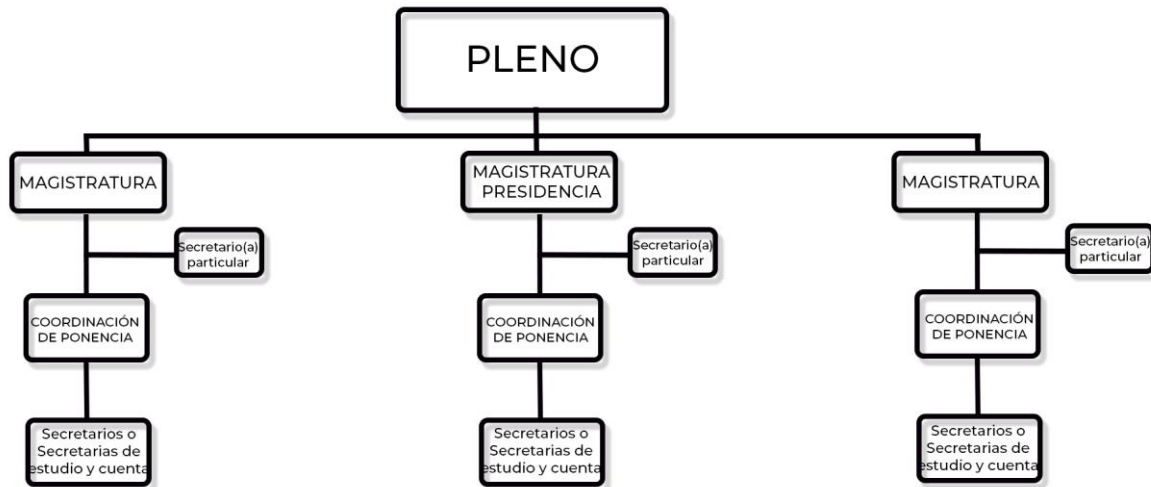 PLENO
MAGISTRATURA
MAGISTRATURA
PRESIDENCIA
MAGISTRATURA
Secretario(a)
particular
Secretario(a)
particular
Secretario(a)
particular
COORDINACIÓN
DE PONENCIA
COORDINACIÓN
DE PONENCIA
COORDINACIÓN
DE PONENCIA
Secretarios o
Secretarias de
estudio y cuenta
Secretarios o
Secretarias de
estudio y cuenta
Secretarios o
Secretarias de
estudio y cuenta